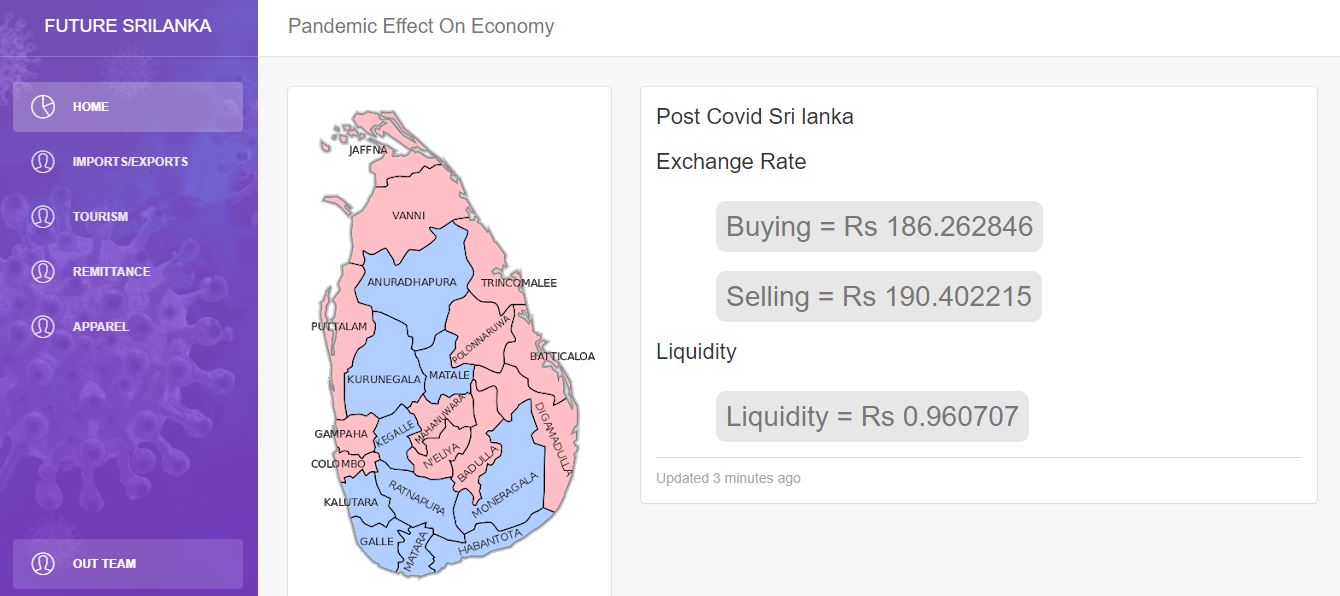 FUTURE SRILANKA
HOME
IMPORTS/EXPORTS
TOURISM
REMITTANCE
APPAREL
OUT TEAM
Pandemic Effect On Economy
JAFFNA
VANNI
ANURADHAPURA
TRINCOMALEE
PUTTALAM
POLONNARUWA
BATTICALOA
KURUNEGALA
MATALE
MAHANUWARA
DIGAMADULLA
GAMPAHA
KEGALLE
N'ELIYA
BADULLA
COLOMBO
RATNAPURA
MONERAGALA
KALUTARA
GALLE
MATARA
HABANTOTA
Post Covid Sri lanka
Exchange Rate
Buying = Rs 186.262846
Selling = Rs 190.402215
Liquidity
Liquidity = Rs 0.960707
Updated 3 minutes ago